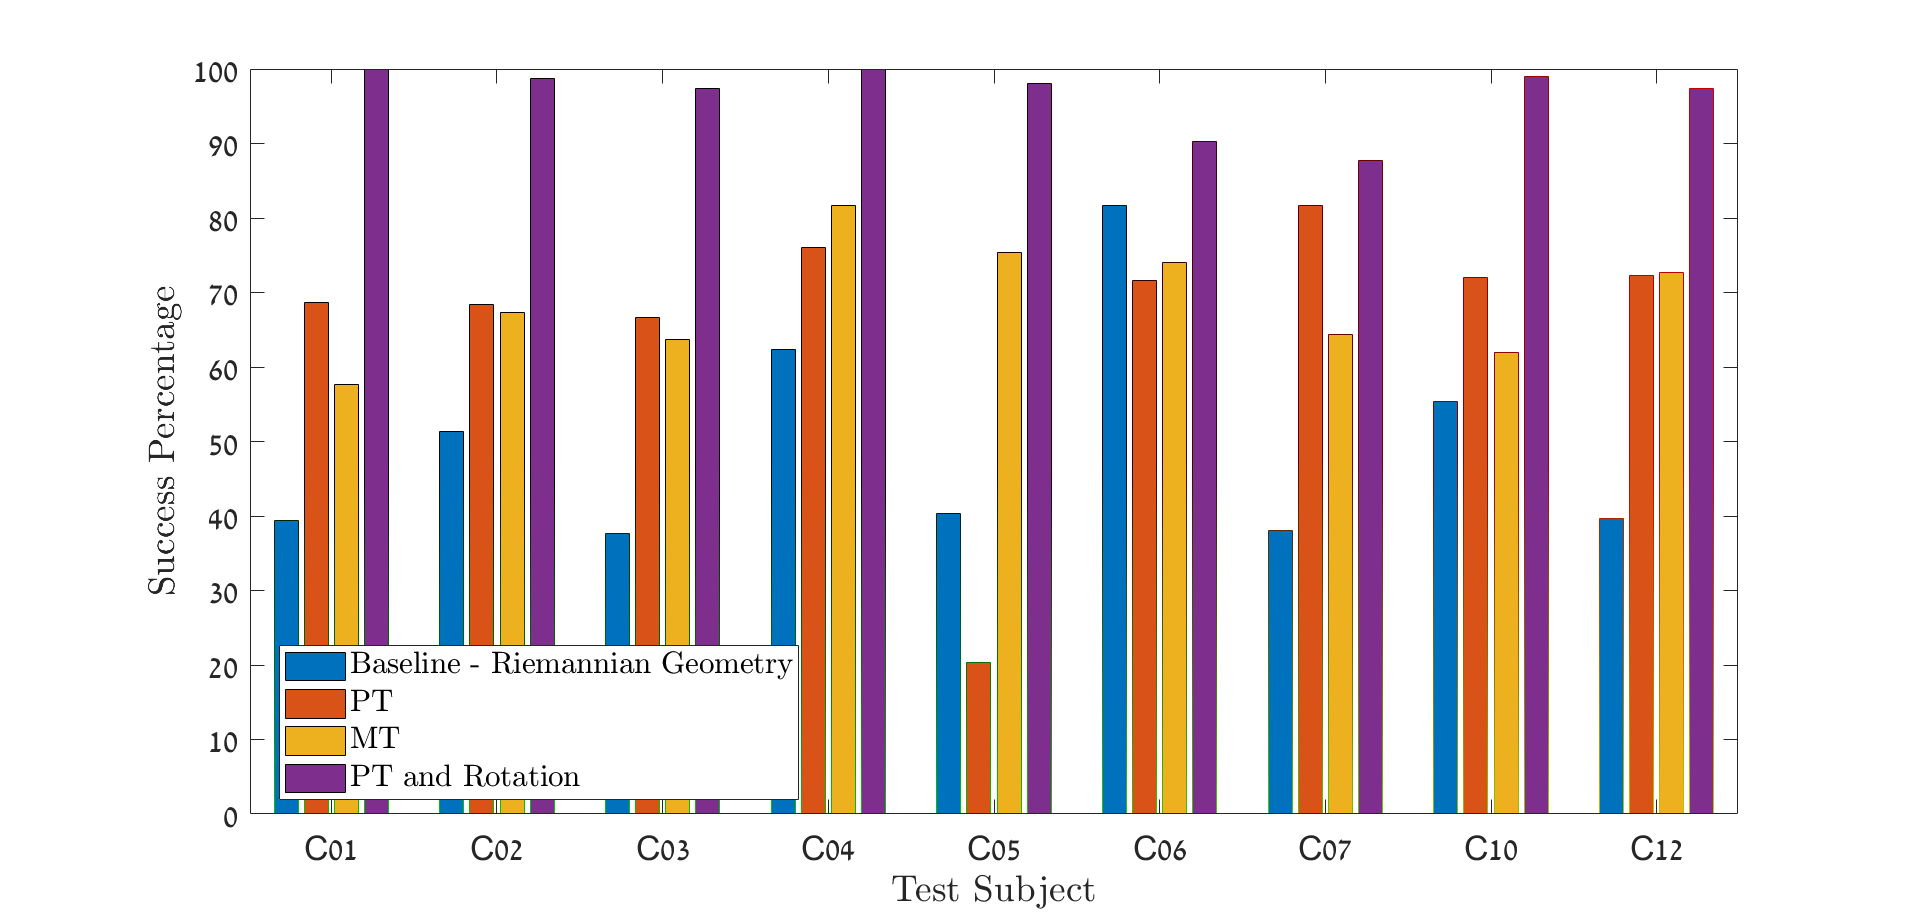 100
90
80
70
60
50
40
30
20
10
0
Success Percentage
Baseline - Riemannian Geometry
PT
MT
PT and Rotation
C01 C02 C03 C04 C05 C06 C07 C10 C12
Test Subject